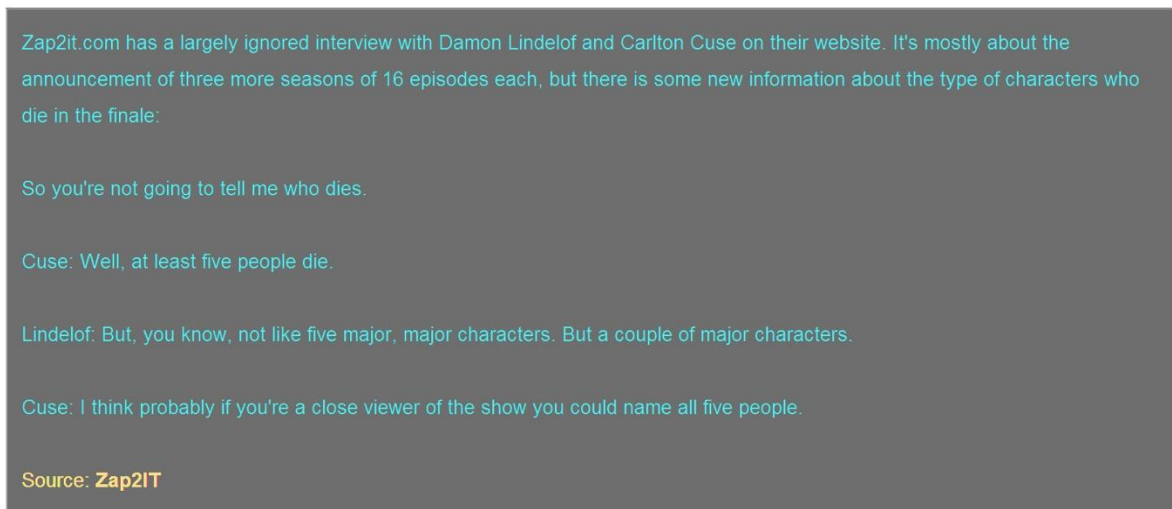 Zap2it.com has a largely ignored interview with Damon Lindelof and Carlton Cuse on their website. It's mostly about the
announcement of three more seasons of 16 episodes each, but there is some new information about the type of characters who
die in the finale:
So you're not going to tell me who dies.
Cuse: Well, at least five people die.
Lindelof: But, you know, not like five major, major characters. But a couple of major characters.
Cuse: I think probably if you're a close viewer of the show you could name all five people.
Source: Zap2IT